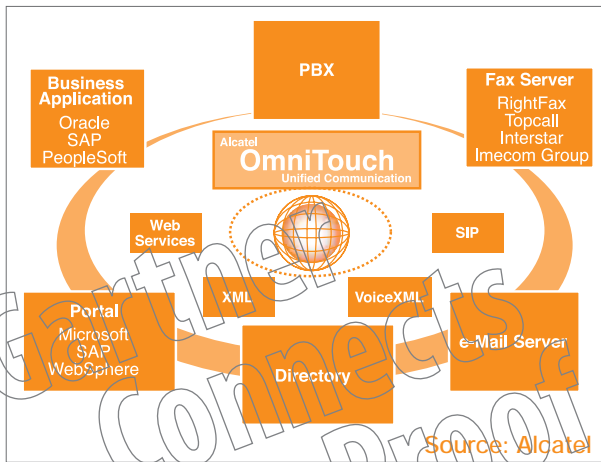 PBX
Business
Application
Oracle
SAP
PeopleSoft
Fax Server
RightFax
Topcall
Interstar
Imecom Group
Alcatel
OmniTouch
Unified Communication
Web
Services
SIP
XML
VoiceXML
Portal
Microsoft
SAP
WebSphere
Directory
e-Mail Server
Gartner
Connects
Proof
Source: Alcatel